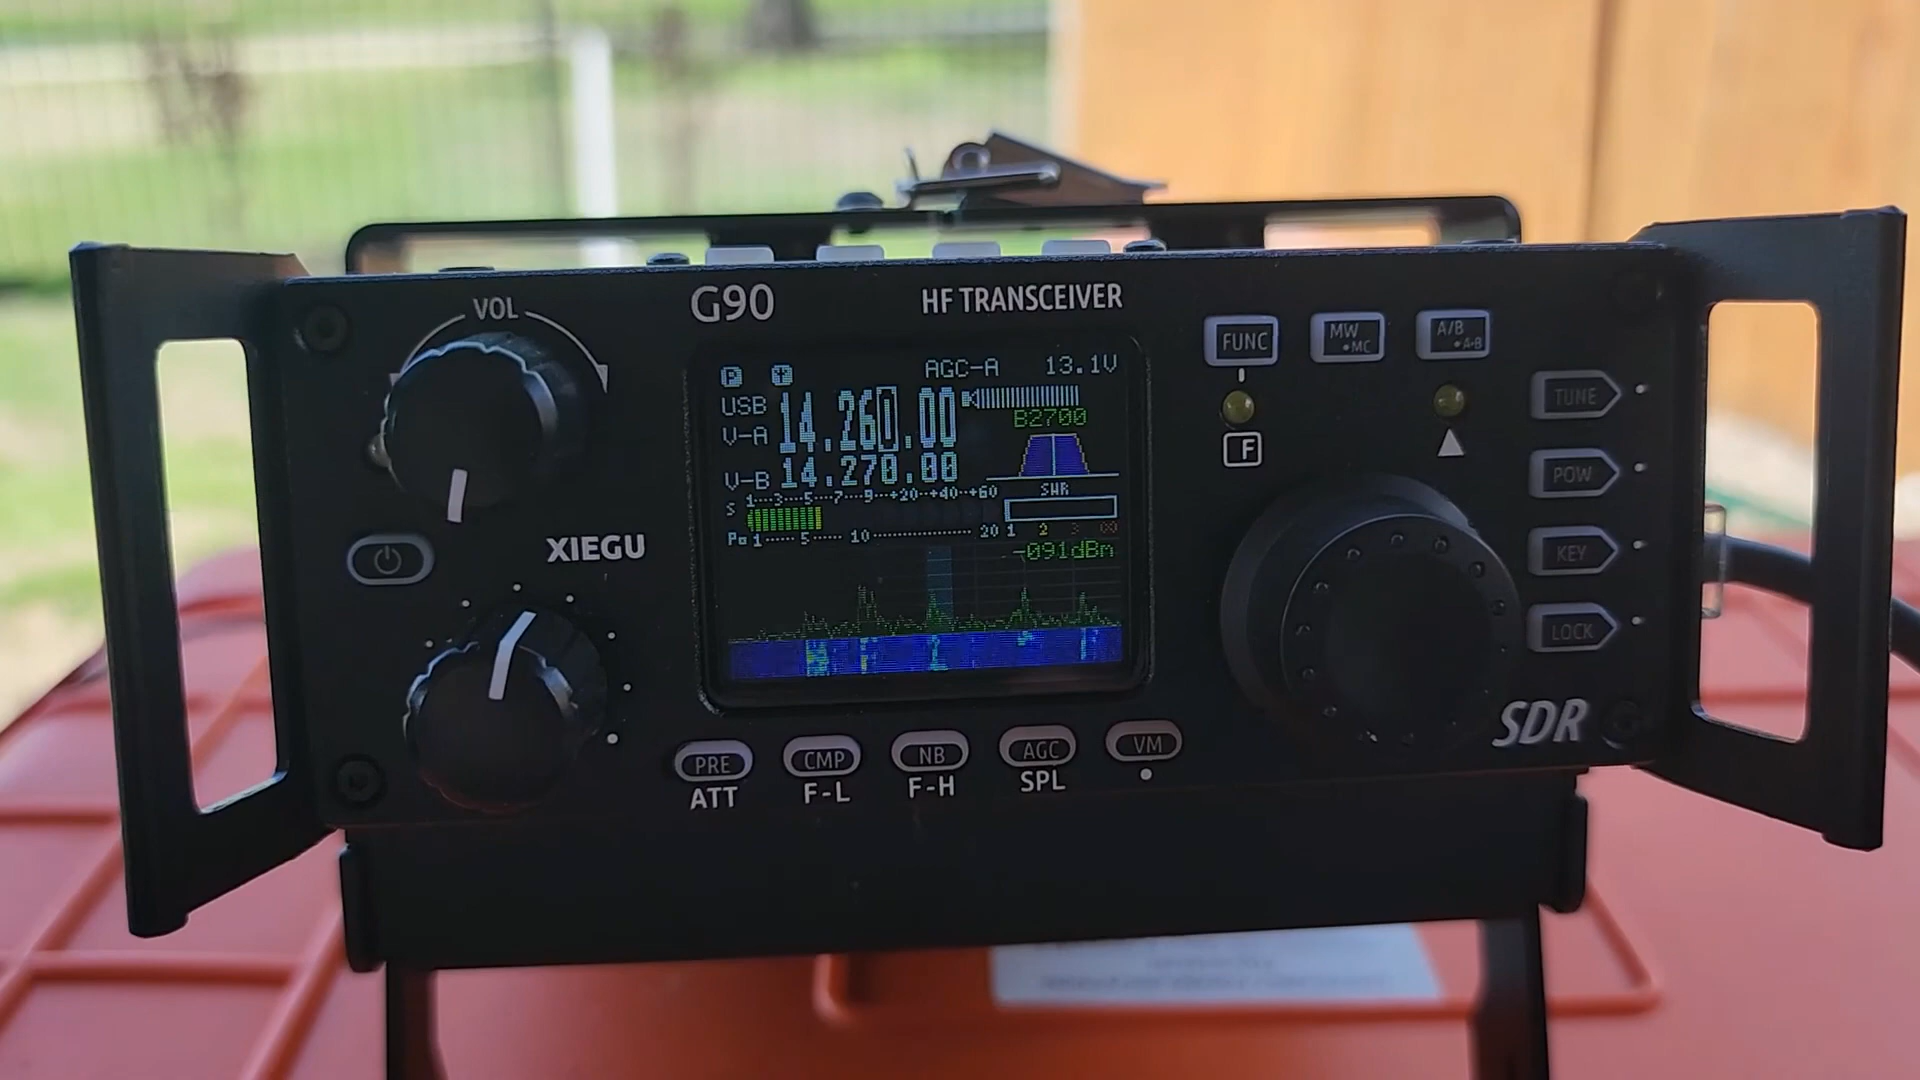 VOL
G90
HF TRANSCEIVER
FUNC
MW
•MC
A/B
•A=B
P T AGC-A 13.1V
USB
V-A 14.260.00
B2700
V-B 14.270.00
S 1---3---5---7---9--+20--+40--+60
SWR
Po 1 ...... 5 ..... 10 ............... 20
1 2 3 ∞
-091dBm
F
TUNE
POW
KEY
LOCK
XIEGU
SDR
PRE
CMP
NB
AGC
VM
ATT
F-L
F-H
SPL